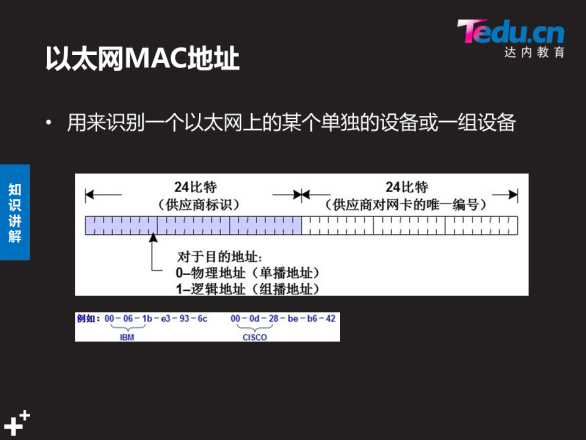 Tedu.cn
达内教育
以太网MAC地址
• 用来识别一个以太网上的某个单独的设备或一组设备
知识讲解
24比特
(供应商标识)
24比特
(供应商对网卡的唯一编号)
对于目的地址:
0–物理地址(单播地址)
1–逻辑地址(组播地址)
例如: 00-06-1b-e3-93-6c 00-0d-28-be-b6-42
IBM CISCO